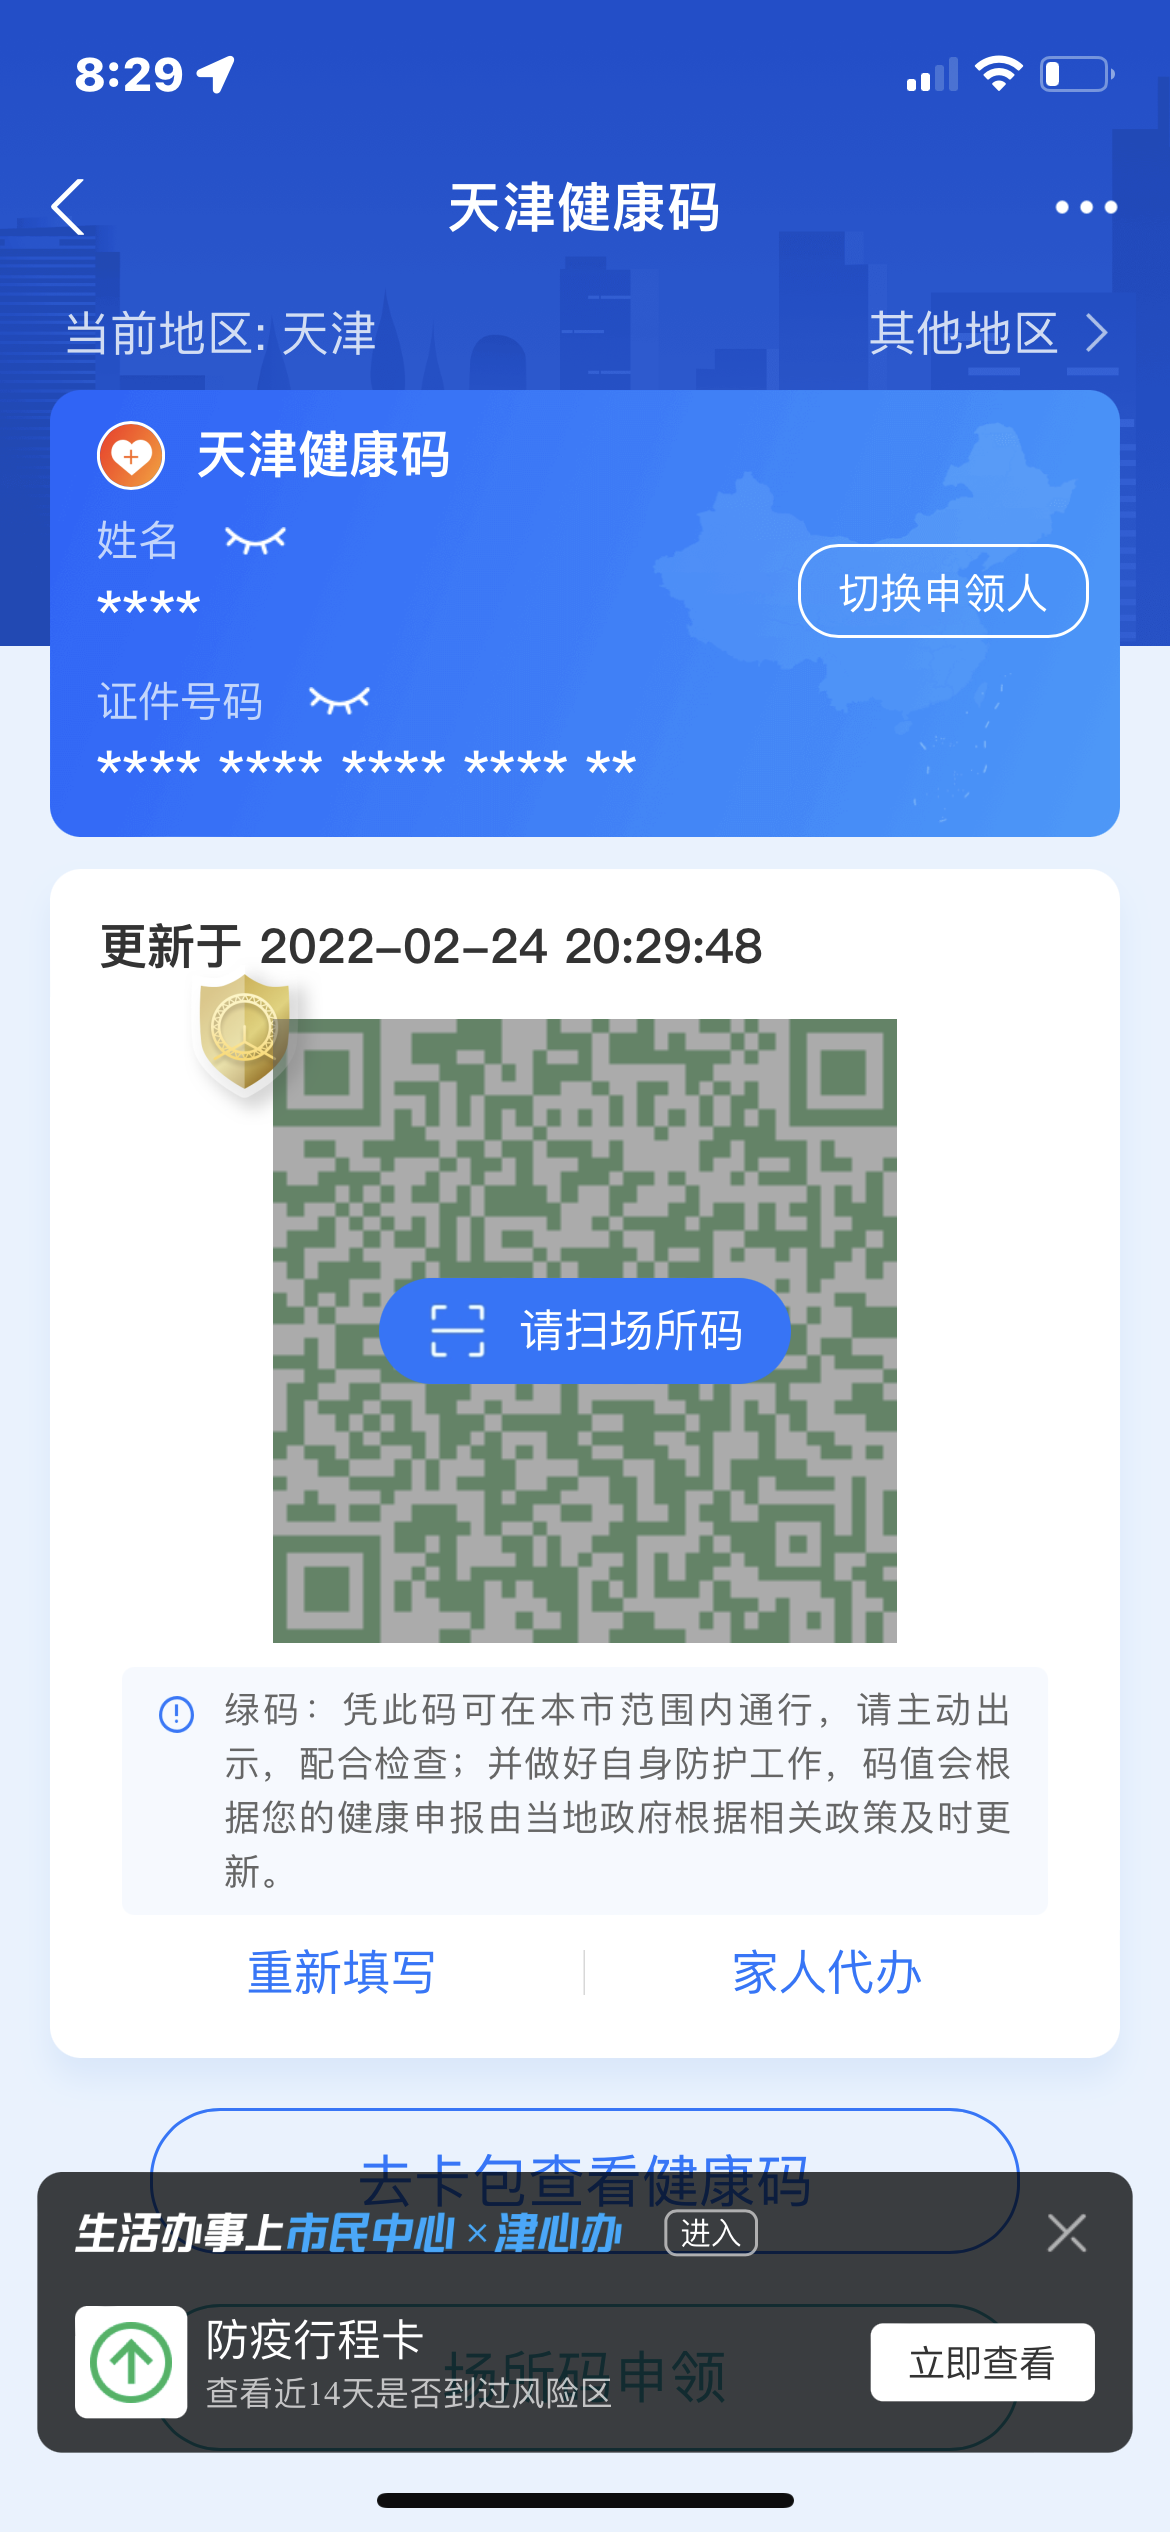 8:29
天津健康码
当前地区: 天津
其他地区
天津健康码
姓名
****
切换申领人
证件号码
**** **** **** **** **
更新于 2022-02-24 20:29:48
请扫场所码
绿码：凭此码可在本市范围内通行，请主动出
示，配合检查；并做好自身防护工作，码值会根
据您的健康申报由当地政府根据相关政策及时更
新。
重新填写
家人代办
去卡包查看健康码
生活办事上市民中心×津心办
进入
防疫行程卡
查看近14天是否到过风险区
立即查看
场所码申领